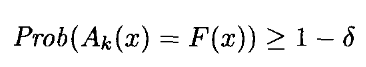 Prob(A_k(x) = F(x)) ≥ 1 − δ